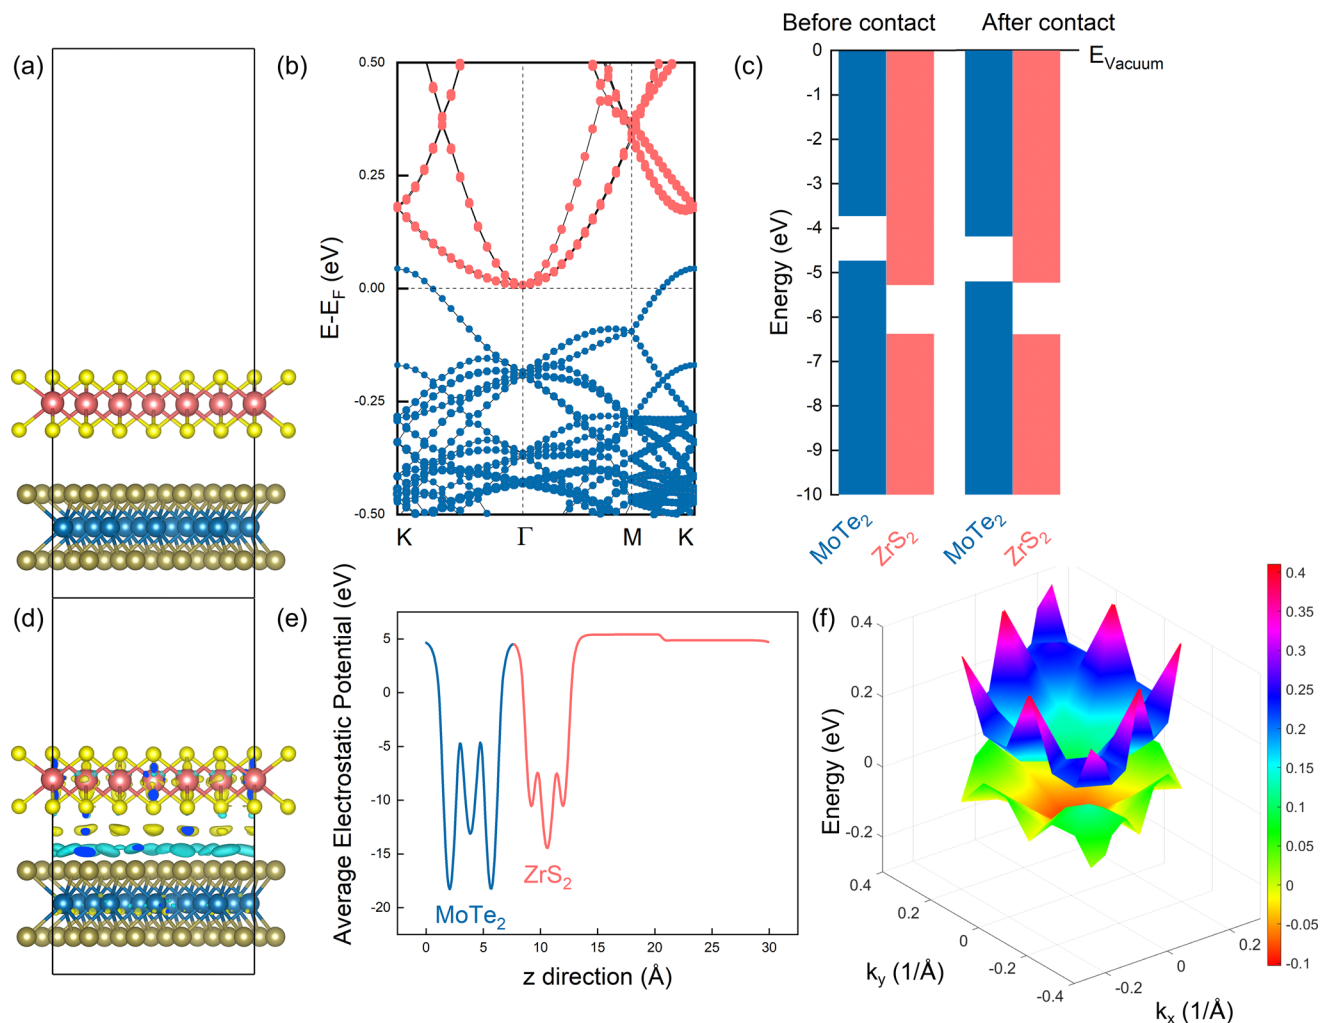 Before contact
After contact
(a)
(b)
0.50
0.25
0.00
-0.25
-0.50
E-E_F (eV)
K
Γ
M
K
(c)
0
-1
-2
-3
-4
-5
-6
-7
-8
-9
-10
Energy (eV)
E_Vacuum
MoTe₂
ZrS₂
MoTe₂
ZrS₂
(d)
(e)
Average Electrostatic Potential (eV)
5
0
-5
-10
-15
-20
MoTe₂
ZrS₂
0
5
10
15
20
25
30
z direction (Å)
(f)
Energy (eV)
0.4
0.2
0
-0.2
0.4
0.2
0
-0.2
-0.4
k_y (1/Å)
-0.2
0
0.2
k_x (1/Å)
0.4
0.35
0.3
0.25
0.2
0.15
0.1
0.05
0
-0.05
-0.1